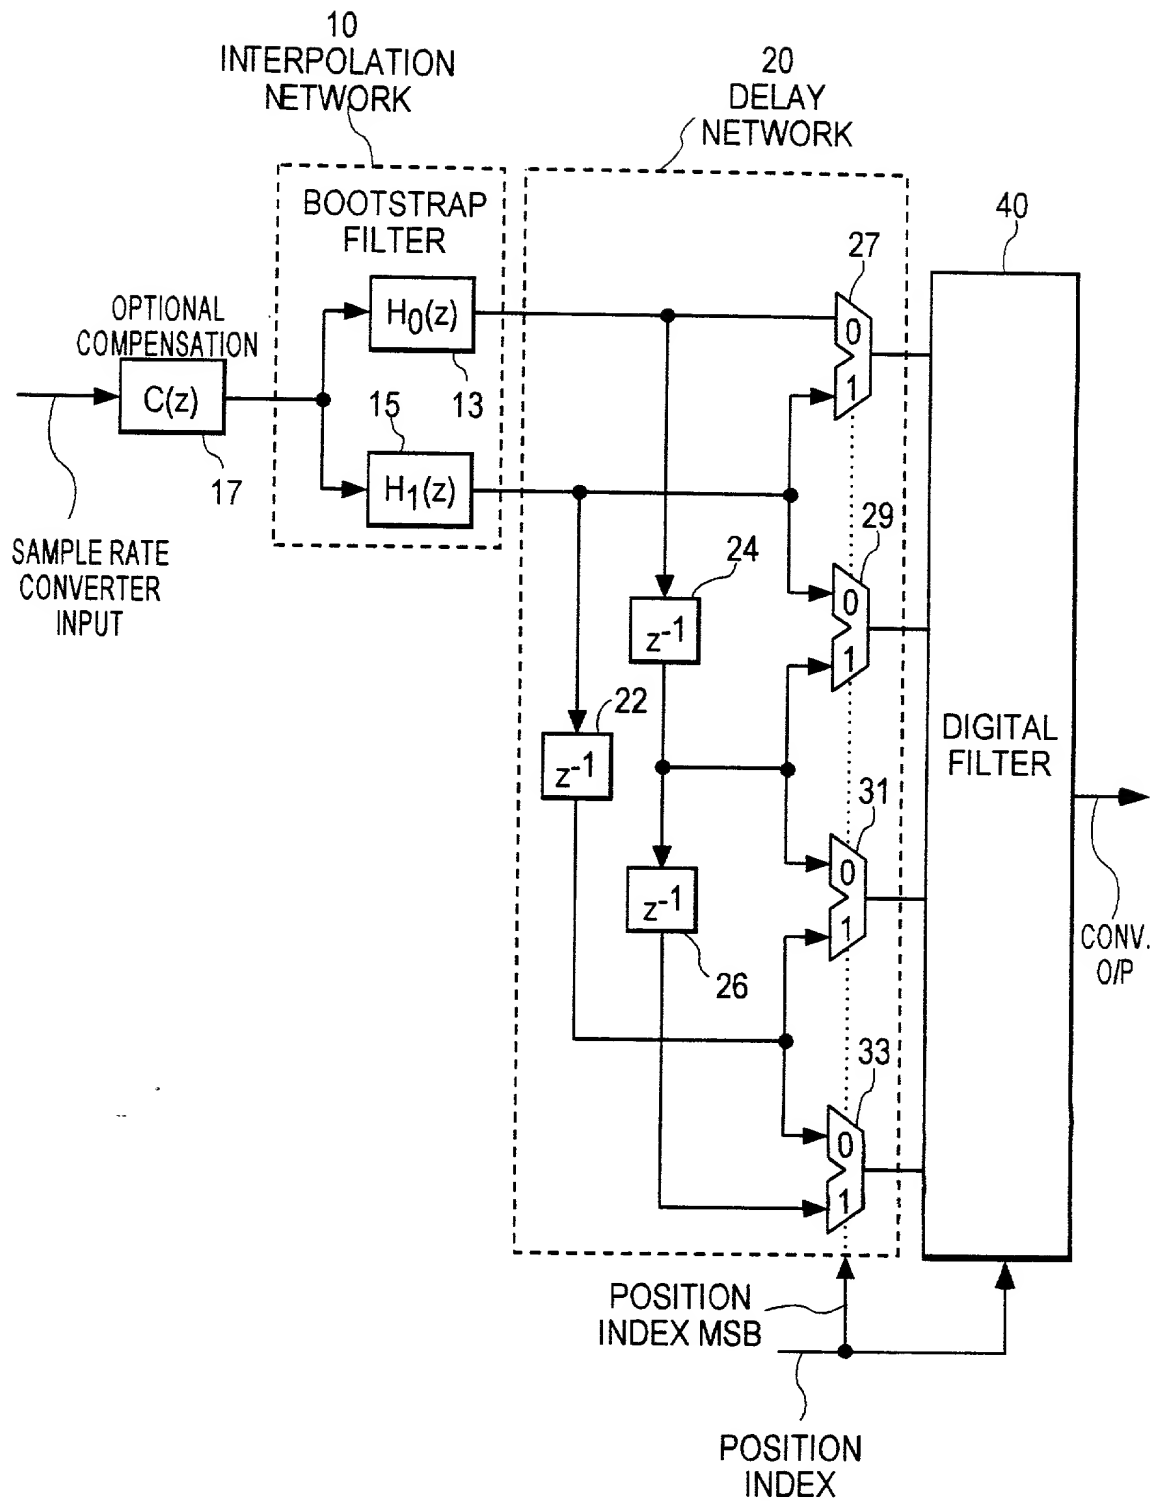 10
INTERPOLATION
NETWORK
20
DELAY
NETWORK
BOOTSTRAP
FILTER
40
27
OPTIONAL
COMPENSATION
H0(z)
0
1
C(z)
15
13
17
H1(z)
SAMPLE RATE
CONVERTER
INPUT
24
29
z-1
0
1
22
z-1
DIGITAL
FILTER
31
0
1
z-1
26
CONV.
O/P
33
0
1
POSITION
INDEX MSB
POSITION
INDEX